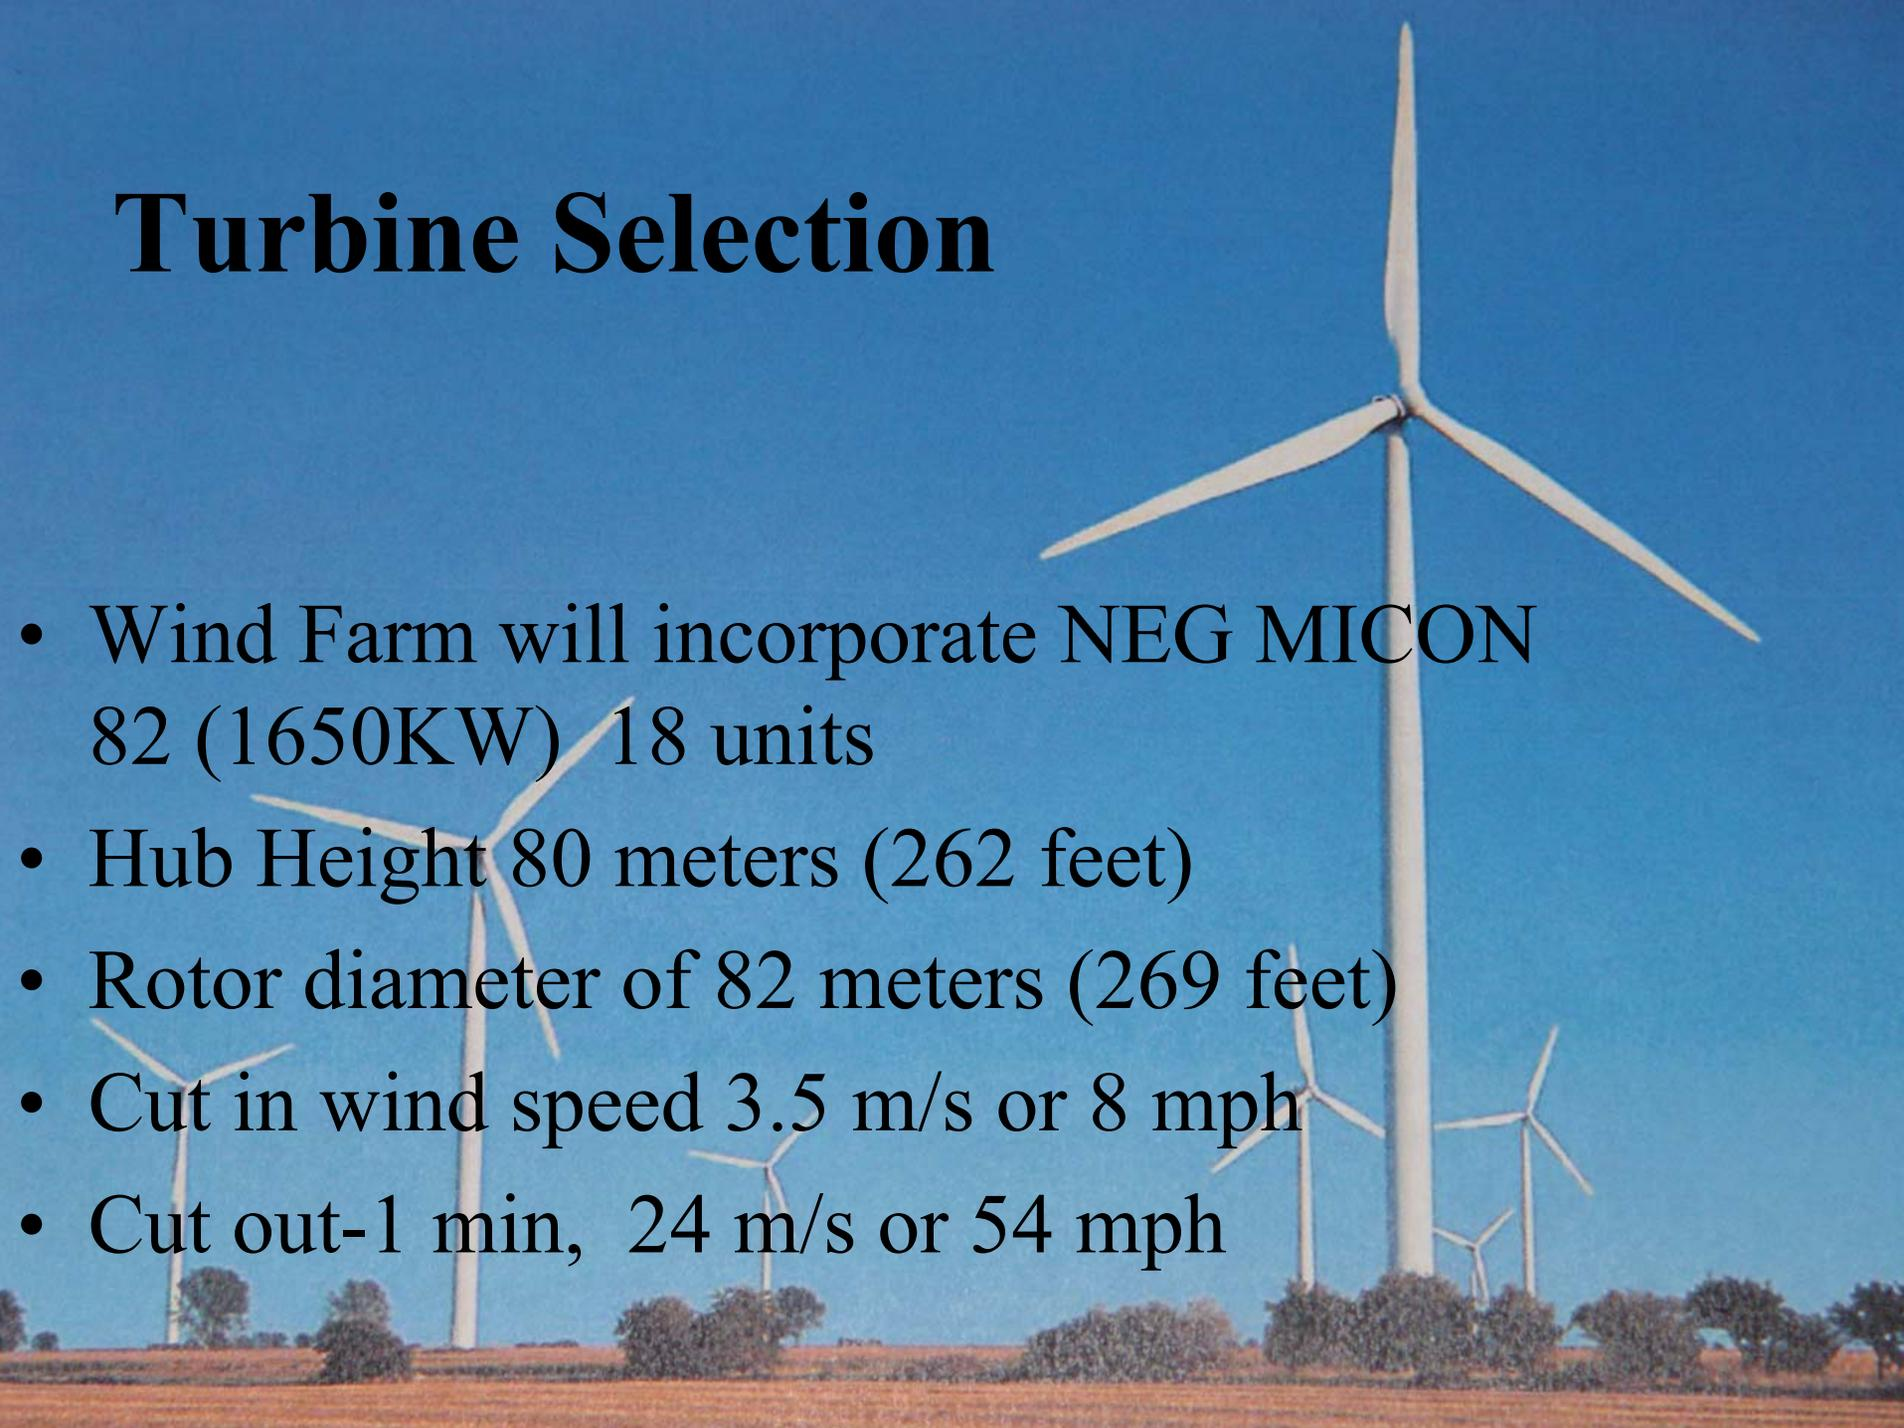 Turbine Selection
• Wind Farm will incorporate NEG MICON
82 (1650KW)  18 units
• Hub Height 80 meters (262 feet)
• Rotor diameter of 82 meters (269 feet)
• Cut in wind speed 3.5 m/s or 8 mph
• Cut out-1 min,  24 m/s or 54 mph